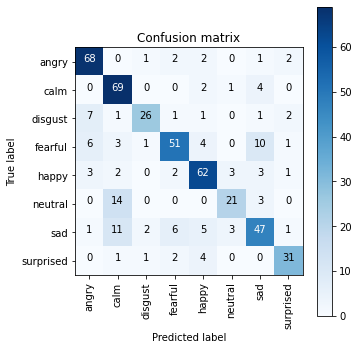 Confusion matrix
True label
angry 68 0 1 2 2 0 1 2
calm 0 69 0 0 2 1 4 0
disgust 7 1 26 1 1 0 1 2
fearful 6 3 1 51 4 0 10 1
happy 3 2 0 2 62 3 3 1
neutral 0 14 0 0 0 21 3 0
sad 1 11 2 6 5 3 47 1
surprised 0 1 1 2 4 0 0 31
angry calm disgust fearful happy neutral sad surprised
Predicted label
60
50
40
30
20
10
0